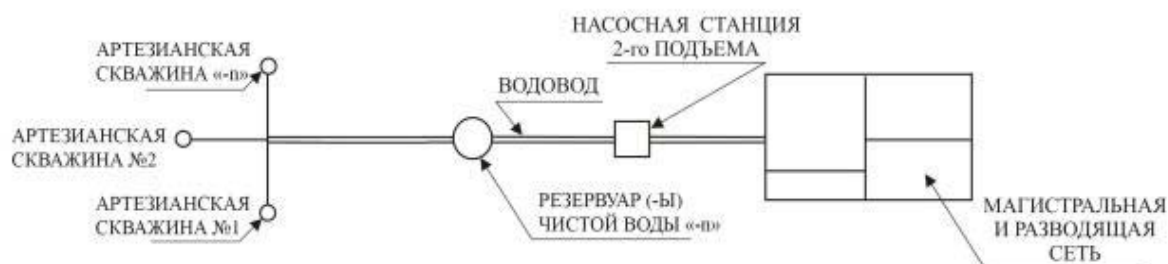 АРТЕЗИАНСКАЯ
СКВАЖИНА «-n»
АРТЕЗИАНСКАЯ
СКВАЖИНА №2
АРТЕЗИАНСКАЯ
СКВАЖИНА №1
ВОДОВОД
РЕЗЕРВУАР (-Ы)
ЧИСТОЙ ВОДЫ «-n»
НАСОСНАЯ СТАНЦИЯ
2-го ПОДЪЕМА
МАГИСТРАЛЬНАЯ
И РАЗВОДЯЩАЯ
СЕТЬ